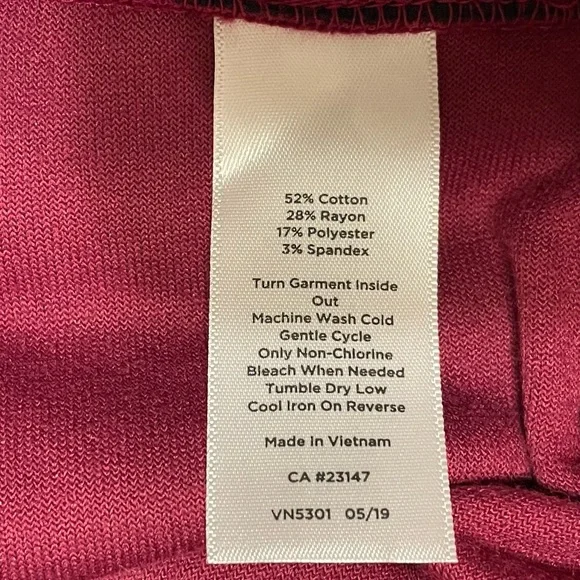 52% Cotton
28% Rayon
17% Polyester
3% Spandex
Turn Garment Inside
Out
Machine Wash Cold
Gentle Cycle
Only Non-Chlorine
Bleach When Needed
Tumble Dry Low
Cool Iron On Reverse
Made in Vietnam
CA #23147
VN5301 05/19